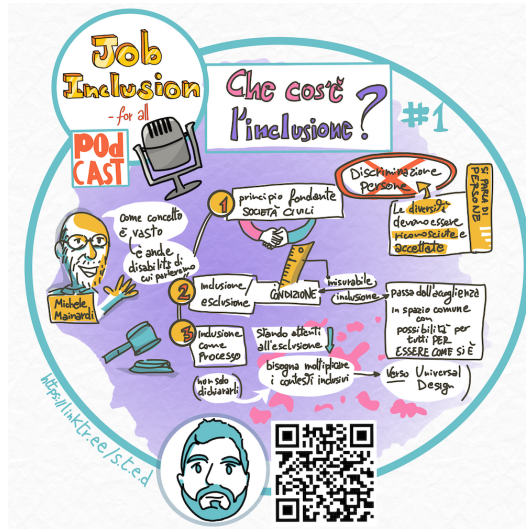 Job
Inclusion
- for all
POd
CAST
Che cos'è
l'inclusione?
#1
Discriminazione
Persone
SI PARLA DI
PERSONE
Le diversità
devono essere
riconosciute e
accettate
1
principio fondante
SOCIETÀ CIVILI
come concetto
è vasto
è anche
disabilità di
cui parleremo
Michele
Mainardi
2
Inclusione/
esclusione
CONDIZIONE
misurabile
inclusione
passa dall'accoglienza
in spazio comune
con
possibilità per
tutti PER
ESSERE COME SI È
3
Inclusione
come
Processo
Stando attenti
all'esclusione
non solo
dichiararli
bisogna moltiplicare
i contesti inclusivi
Verso Universal
Design
https://linktr.ee/s.t.e.d